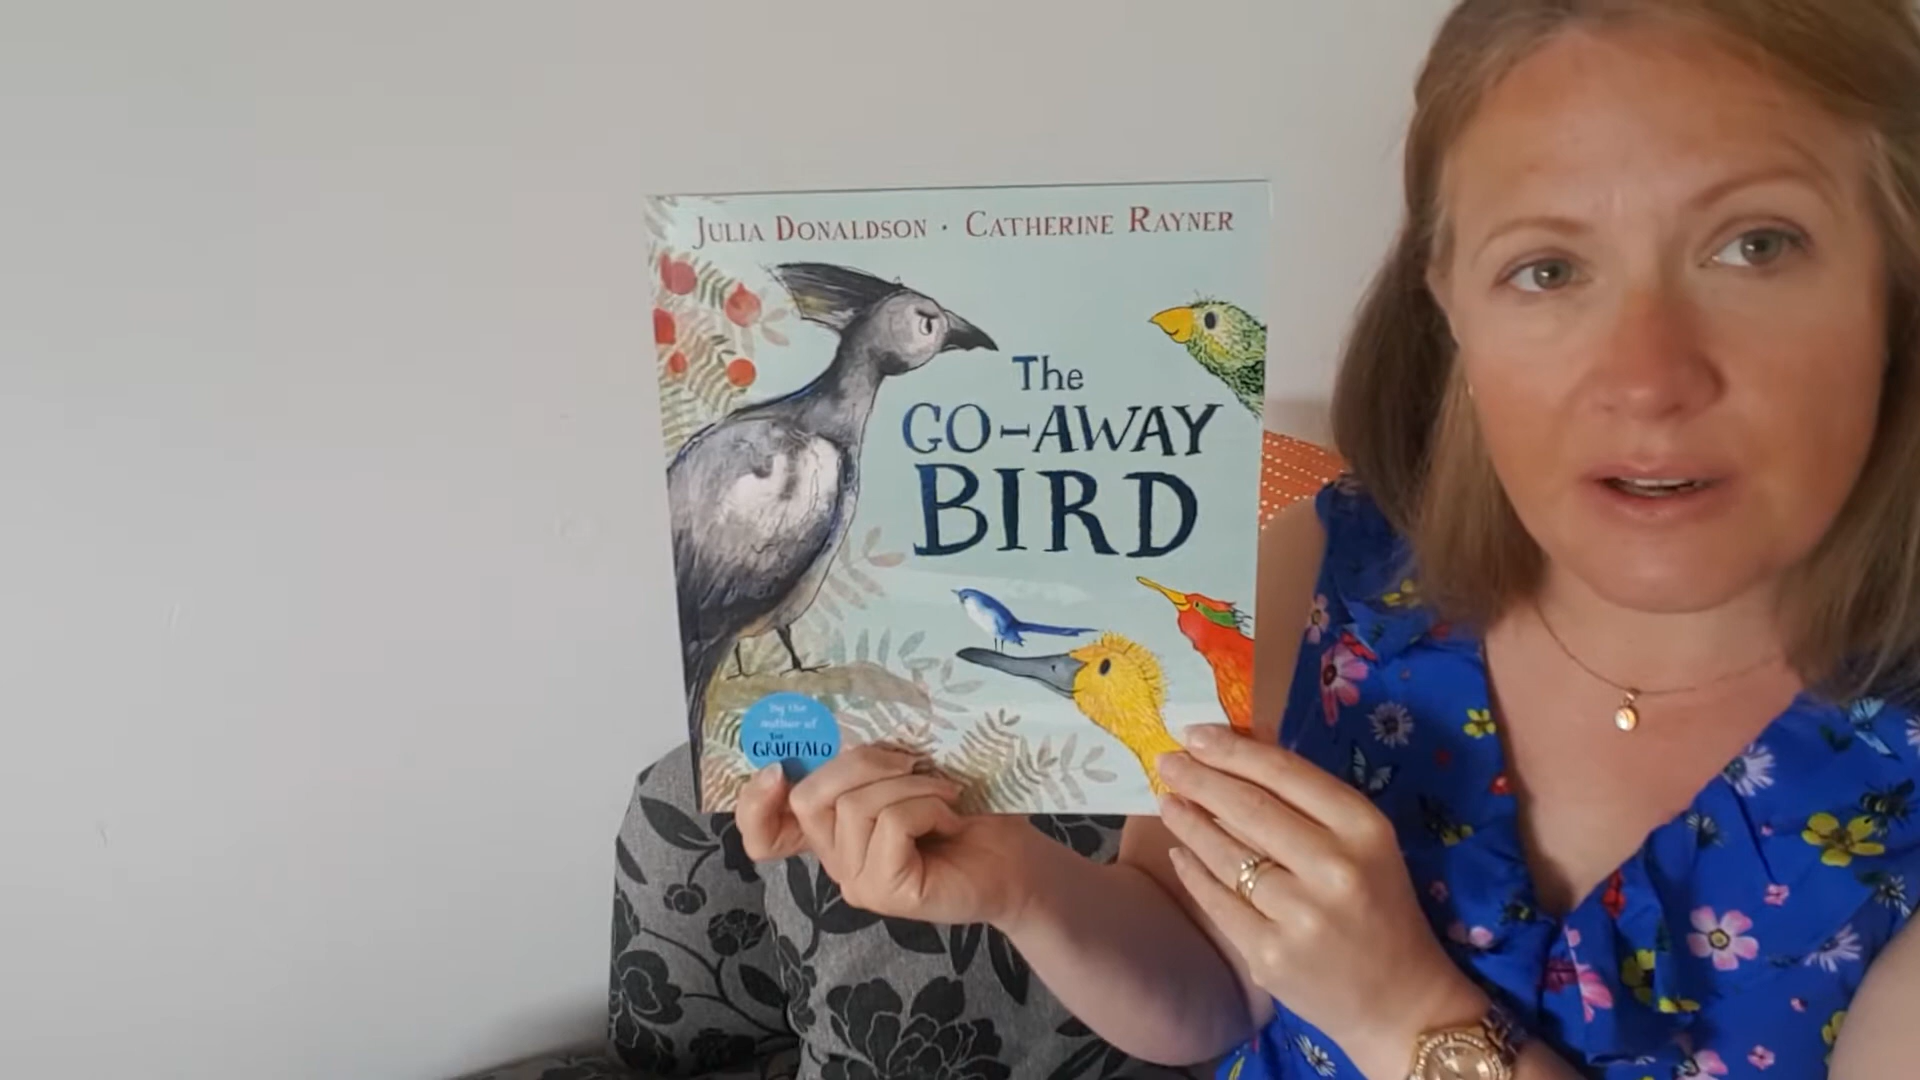 JULIA DONALDSON · CATHERINE RAYNER
The
GO-AWAY
BIRD
by the
author of
THE
GRUFFALO